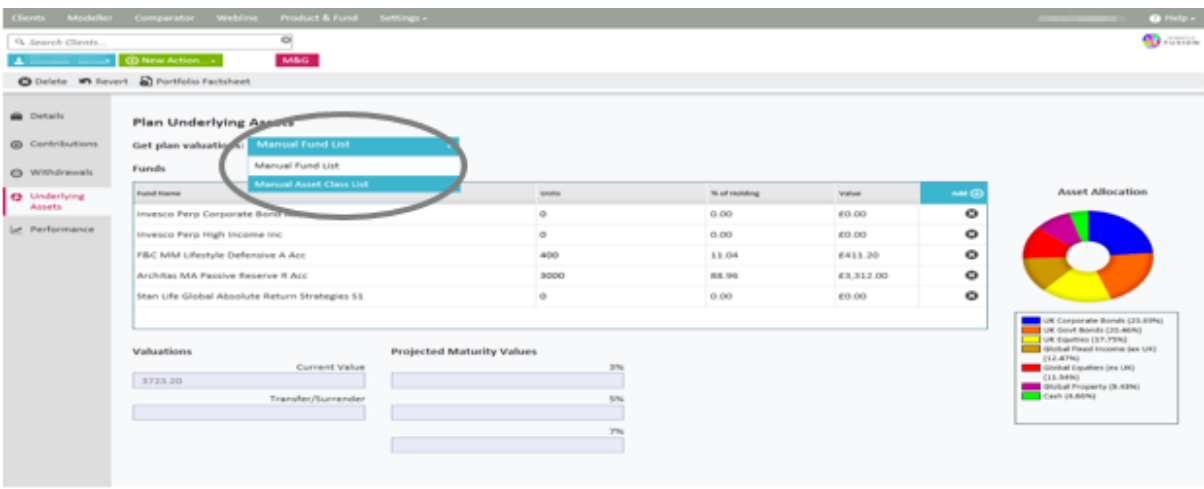 Clients Modeller Comparator Webline Product & Fund Settings Help
Search Clients...
FUSION
New Action... M&G
Delete Revert Portfolio Factsheet
Details
Contributions
Withdrawals
Underlying
Assets
Performance
Plan Underlying Assets
Get plan valuations: Manual Fund List
Manual Fund List
Manual Asset Class List
Funds
Fund Name Units % of Holding Value Add
Invesco Perp Corporate Bond 0 0.00 £0.00
Invesco Perp High Income Inc 0 0.00 £0.00
F&C MM Lifestyle Defensive A Acc 400 11.04 £411.20
Architas MA Passive Reserve R Acc 3000 88.96 £3,312.00
Stan Life Global Absolute Return Strategies S1 0 0.00 £0.00
Asset Allocation
UK Corporate Bonds (23.69%)
UK Govt Bonds (20.46%)
UK Equities (17.75%)
Global Fixed Income (ex UK)
(12.47%)
Global Equities (ex UK)
(11.54%)
Global Property (9.43%)
Cash (4.66%)
Valuations
Current Value
3723.20
Transfer/Surrender
Projected Maturity Values
3%
5%
7%